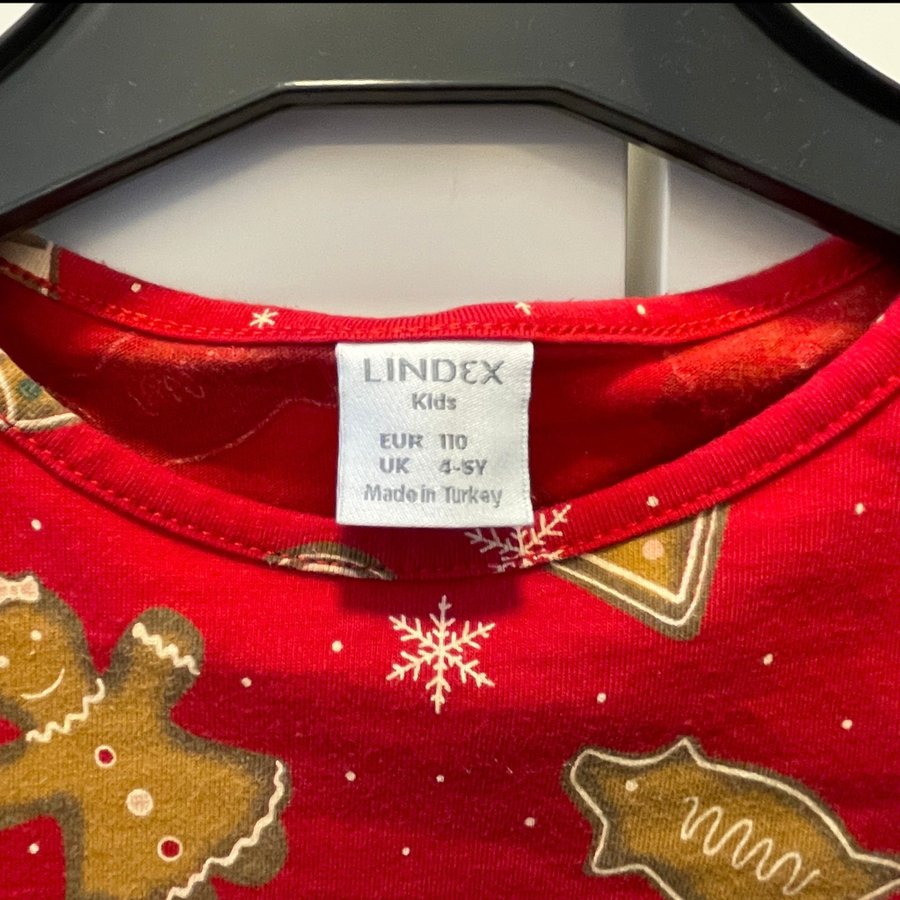 LINDEX
Kids
EUR 110
UK 4-5Y
Made in Turkey